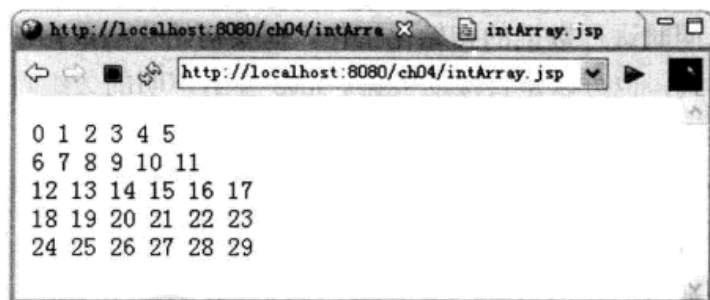 http://localhost:8080/ch04/intArra
intArray.jsp
http://localhost:8080/ch04/intArray.jsp
0 1 2 3 4 5
6 7 8 9 10 11
12 13 14 15 16 17
18 19 20 21 22 23
24 25 26 27 28 29